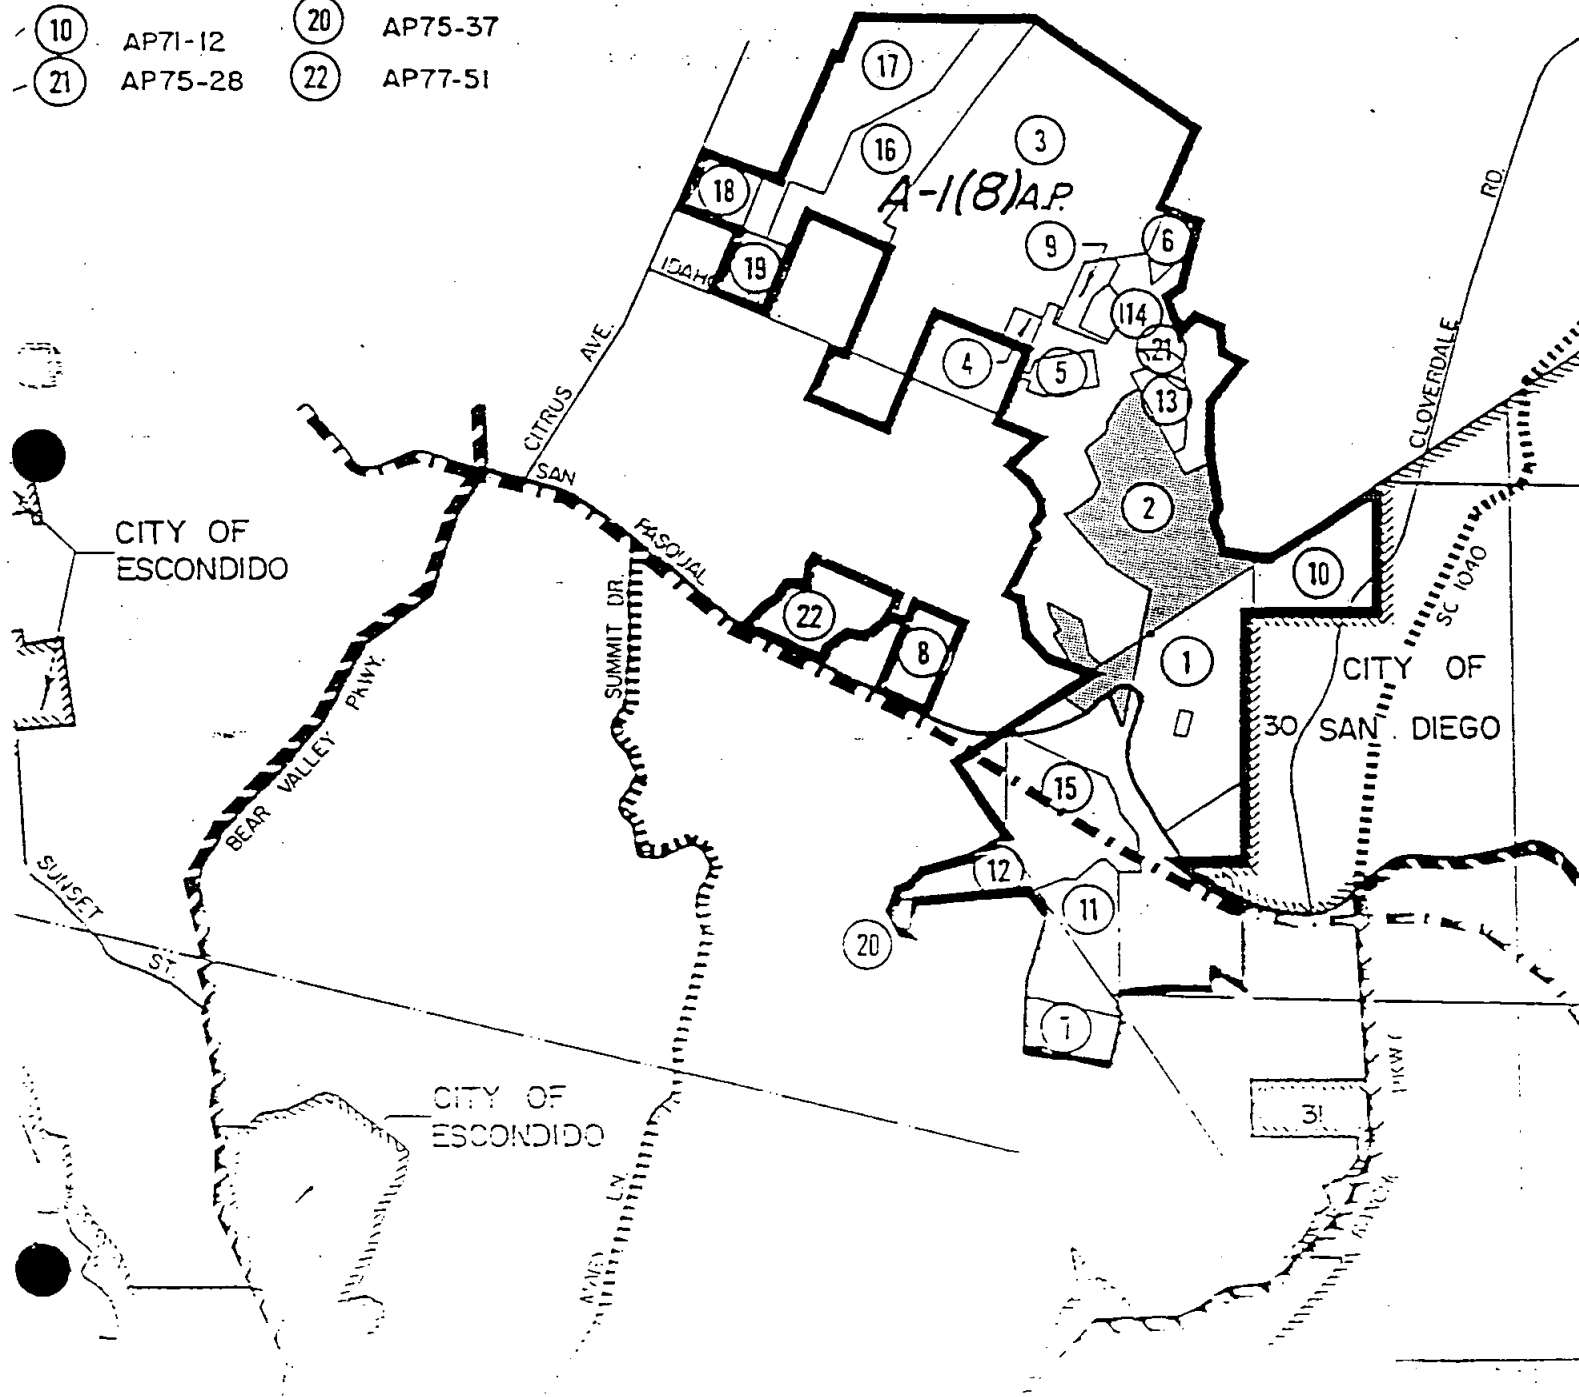 10 AP71-12 20 AP75-37
21 AP75-28 22 AP77-51
17
16
3
18
A-1(8)A.P.
RD.
9
6
19
IDAHO
114
21
AVE.
4
5
CLOVERDALE
13
CITRUS
SAN
2
PASQUAL
CITY OF
ESCONDIDO
10
SC 1040
SUMMIT DR.
22
8
1
CITY OF
SAN DIEGO
30
PKWY.
VALLEY
BEAR
15
12
SUNSET
11
20
ST.
7
PKWY
CITY OF
ESCONDIDO
31
LN.